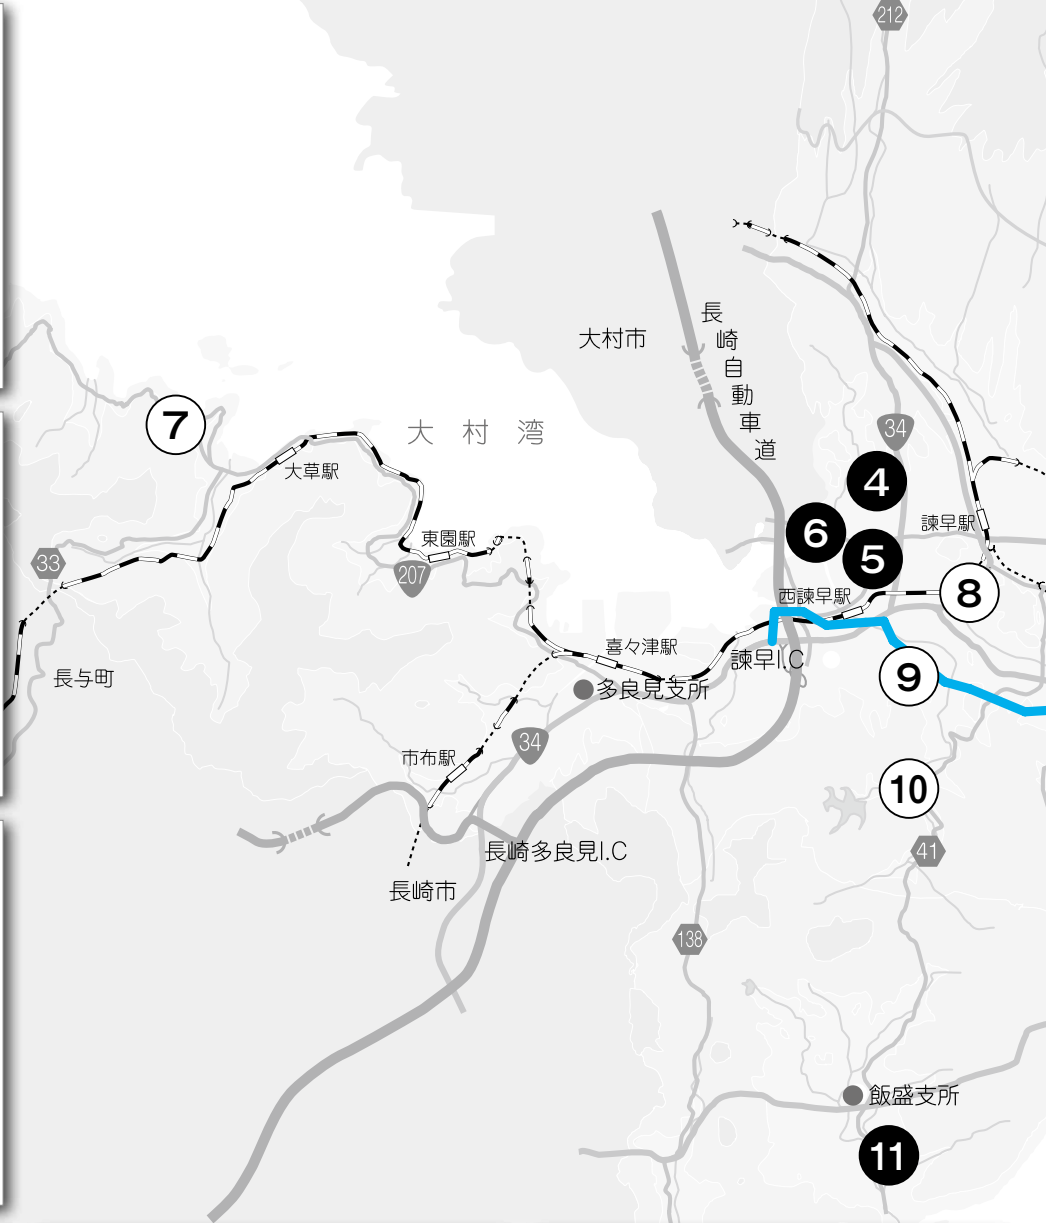 212
大村市
長崎自動車道
7
大村湾
34
大草駅
4
諫早駅
6
東園駅
5
33
207
8
西諫早駅
喜々津駅
諫早I.C
長与町
多良見支所
9
34
市布駅
10
長崎多良見I.C
41
長崎市
138
飯盛支所
11